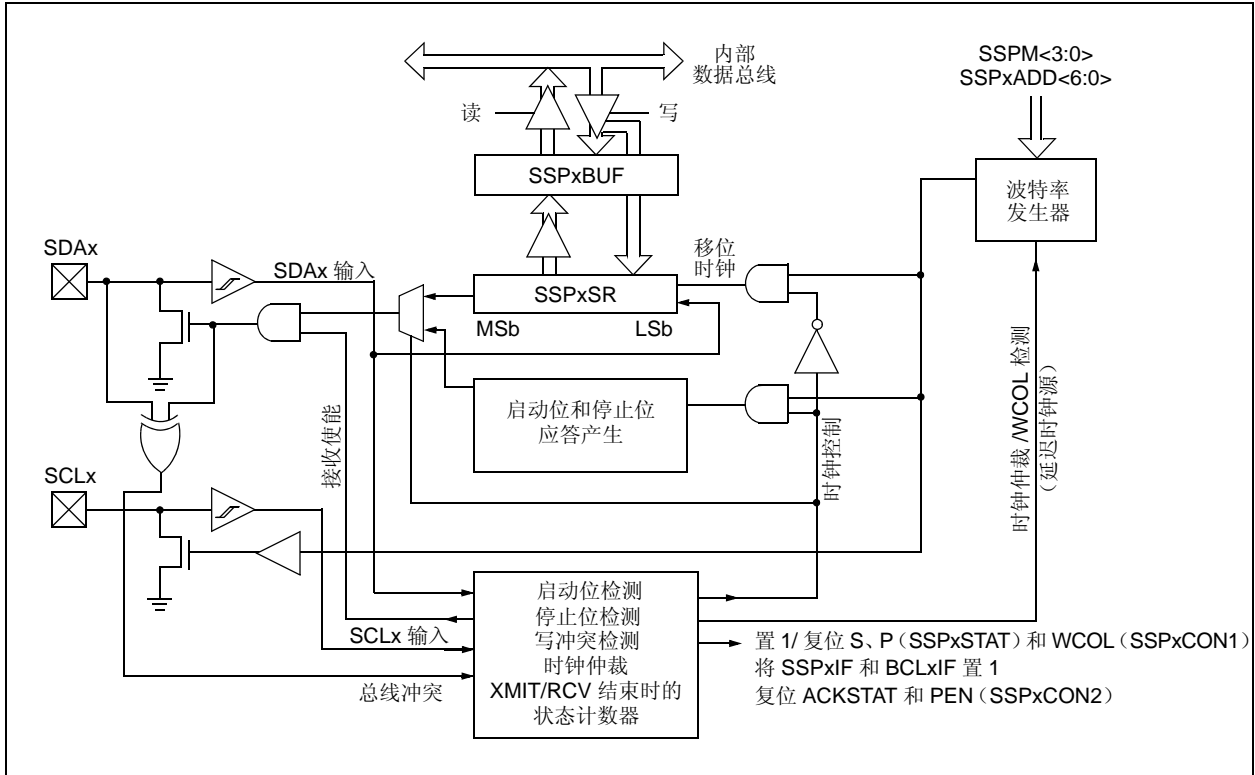 内部
数据总线
SSPM<3:0>
SSPxADD<6:0>
读
写
SSPxBUF
波特率
发生器
SDAx
SDAx 输入
移位
时钟
SSPxSR
MSb
LSb
启动位和停止位
应答产生
接收使能
时钟控制
时钟仲裁 /WCOL 检测
（延迟时钟源）
SCLx
SCLx 输入
总线冲突
启动位检测
停止位检测
写冲突检测
时钟仲裁
XMIT/RCV 结束时的
状态计数器
置 1/ 复位 S、P（SSPxSTAT）和 WCOL（SSPxCON1）
将 SSPxIF 和 BCLxIF 置 1
复位 ACKSTAT 和 PEN（SSPxCON2）